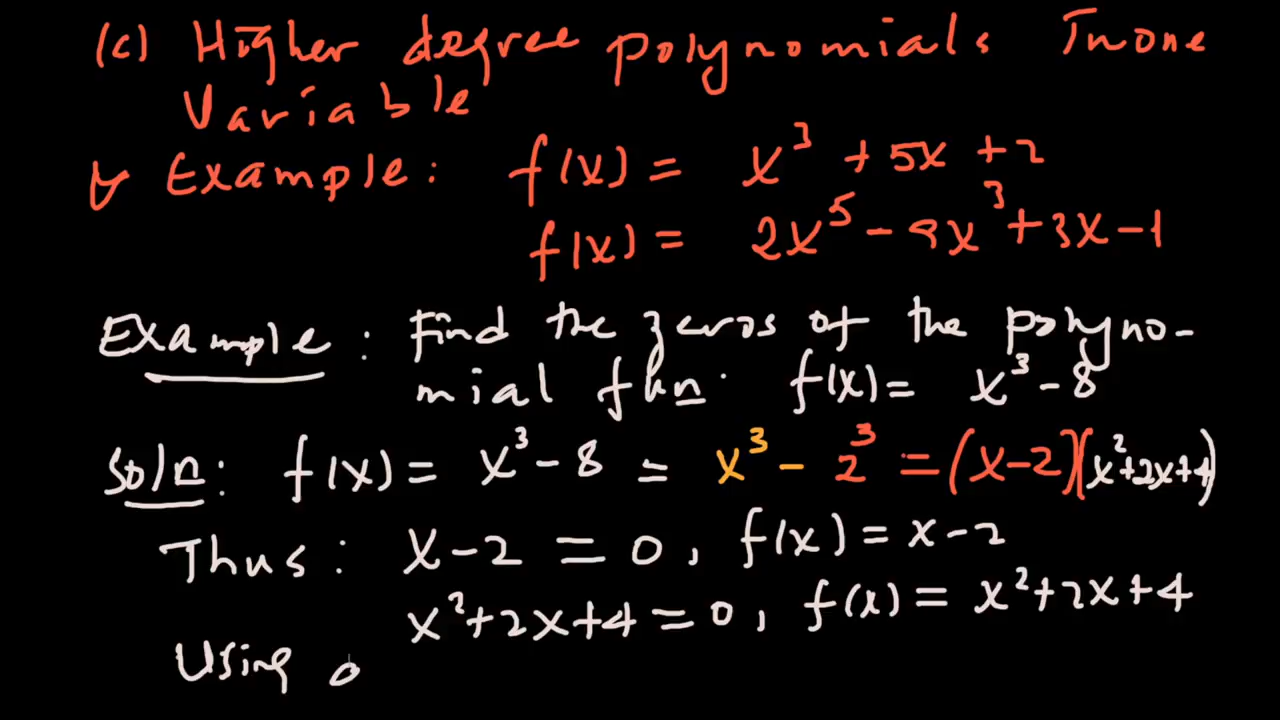 (c) Higher degree polynomials In one
Variable
Example: f(x) = x³ + 5x + 2
f(x) = 2x⁵ - 9x³ + 3x - 1
Example: Find the zeros of the polyno-
mial fun. f(x) = x³ - 8
Soln: f(x) = x³ - 8 = x³ - 2³ = (x-2)(x²+2x+4)
Thus: x - 2 = 0, f(x) = x - 2
x² + 2x + 4 = 0, f(x) = x² + 2x + 4
Using